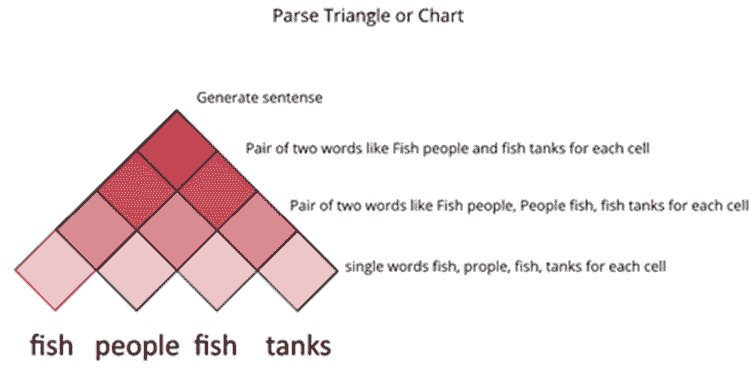 Parse Triangle or Chart
Generate sentence
Pair of two words like Fish people and fish tanks for each cell
Pair of two words like Fish people, People fish, fish tanks for each cell
single words fish, prople, fish, tanks for each cell
fish people fish tanks